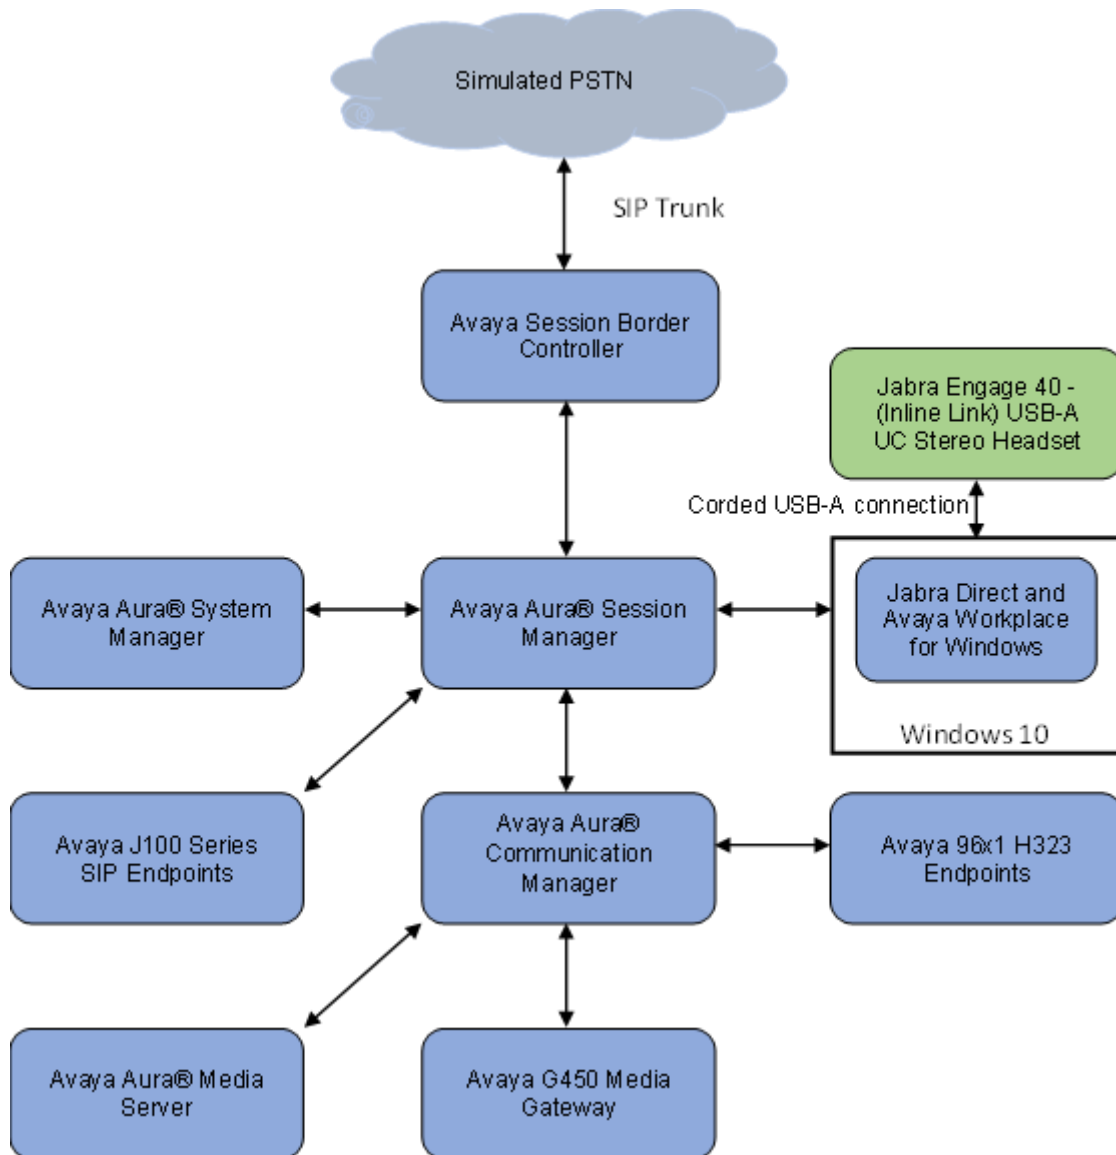 Simulated PSTN
SIP Trunk
Avaya Session Border
Controller
Jabra Engage 40 -
(Inline Link) USB-A
UC Stereo Headset
Corded USB-A connection
Avaya Aura® System
Manager
Avaya Aura® Session
Manager
Jabra Direct and
Avaya Workplace
for Windows
Windows 10
Avaya J100 Series
SIP Endpoints
Avaya Aura®
Communication
Manager
Avaya 96x1 H323
Endpoints
Avaya Aura® Media
Server
Avaya G450 Media
Gateway